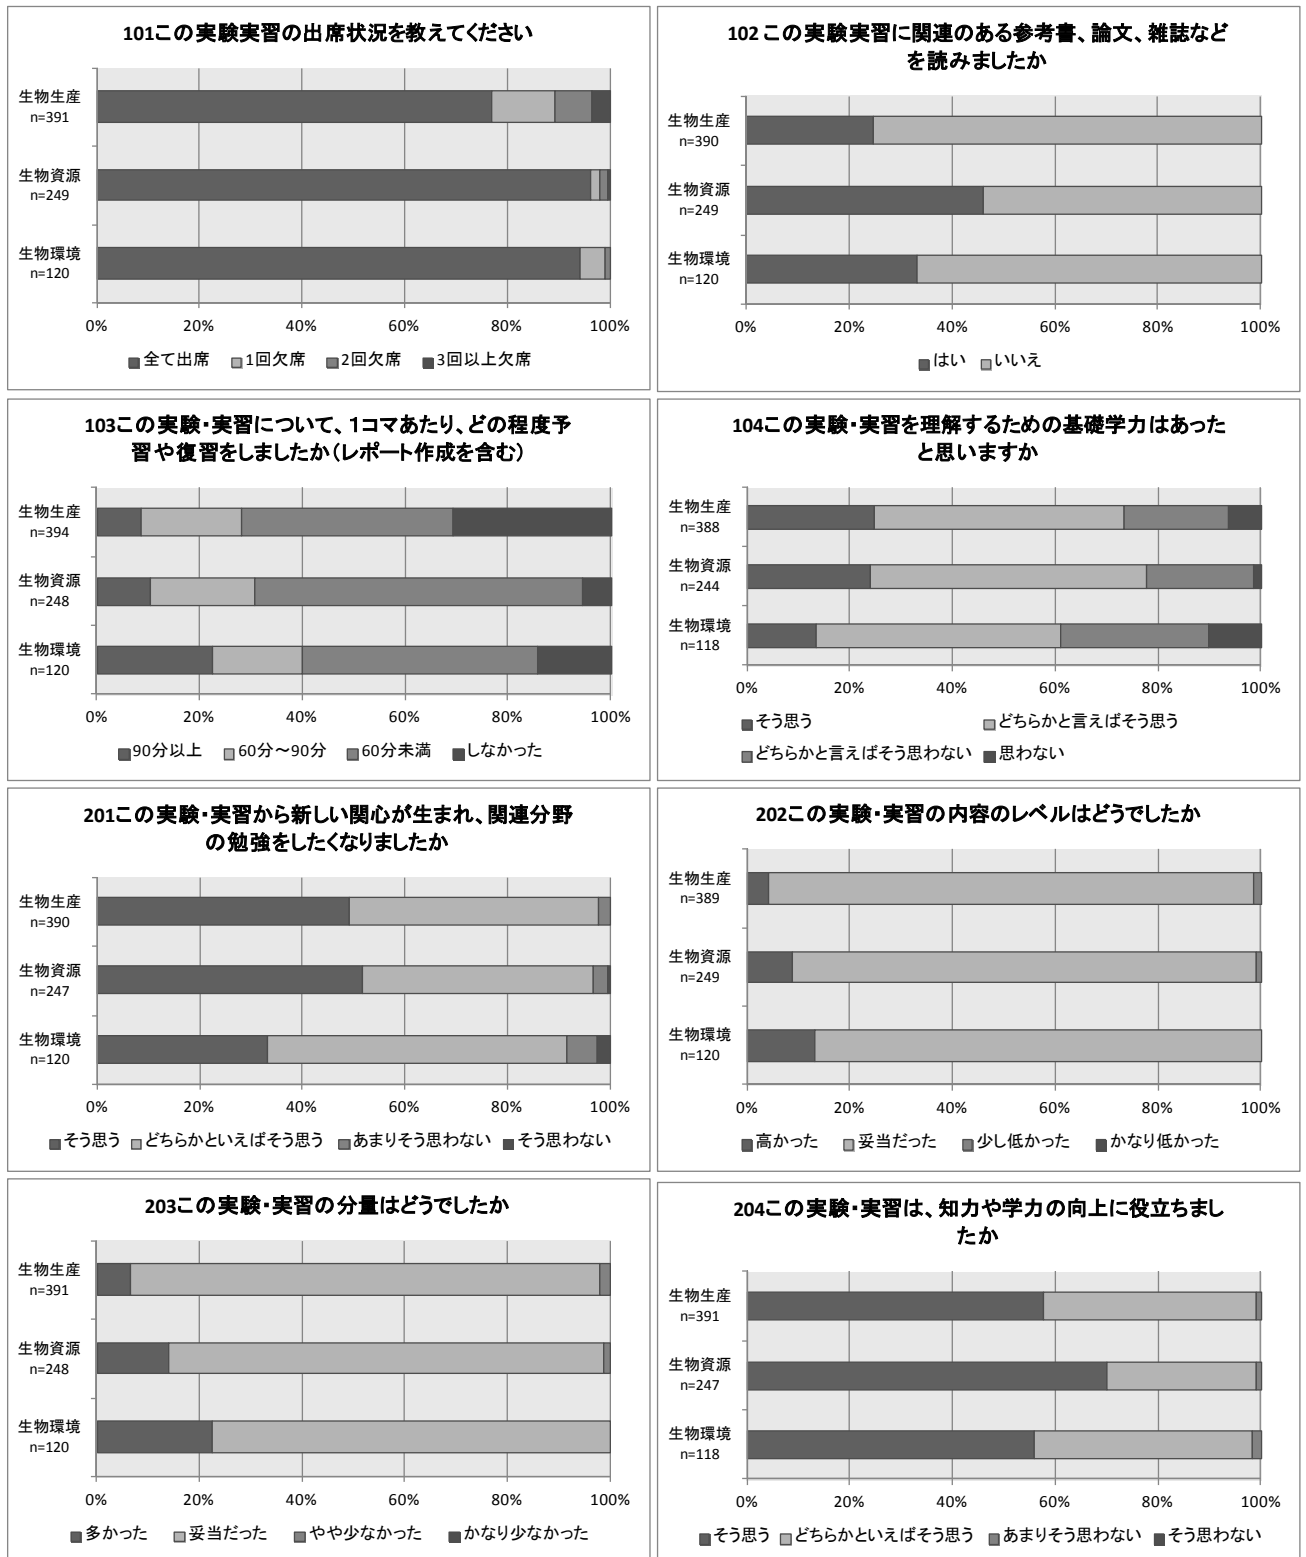 101この実験実習の出席状況を教えてください
生物生産
n=391
生物資源
n=249
生物環境
n=120
0% 20% 40% 60% 80% 100%
全て出席 1回欠席 2回欠席 3回以上欠席
102 この実験実習に関連のある参考書、論文、雑誌など
を読みましたか
生物生産
n=390
生物資源
n=249
生物環境
n=120
0% 20% 40% 60% 80% 100%
はい いいえ
103この実験・実習について、1コマあたり、どの程度予
習や復習をしましたか（レポート作成を含む）
生物生産
n=394
生物資源
n=248
生物環境
n=120
0% 20% 40% 60% 80% 100%
90分以上 60分～90分 60分未満 しなかった
104この実験・実習を理解するための基礎学力はあった
と思いますか
生物生産
n=388
生物資源
n=244
生物環境
n=118
0% 20% 40% 60% 80% 100%
そう思う どちらかと言えばそう思う
どちらかと言えばそう思わない 思わない
201この実験・実習から新しい関心が生まれ、関連分野
の勉強をしたくなりましたか
生物生産
n=390
生物資源
n=247
生物環境
n=120
0% 20% 40% 60% 80% 100%
そう思う どちらかといえばそう思う あまりそう思わない そう思わない
202この実験・実習の内容のレベルはどうでしたか
生物生産
n=389
生物資源
n=249
生物環境
n=120
0% 20% 40% 60% 80% 100%
高かった 妥当だった 少し低かった かなり低かった
203この実験・実習の分量はどうでしたか
生物生産
n=391
生物資源
n=248
生物環境
n=120
0% 20% 40% 60% 80% 100%
多かった 妥当だった やや少なかった かなり少なかった
204この実験・実習は、知力や学力の向上に役立ちまし
たか
生物生産
n=391
生物資源
n=247
生物環境
n=118
0% 20% 40% 60% 80% 100%
そう思う どちらかといえばそう思う あまりそう思わない そう思わない